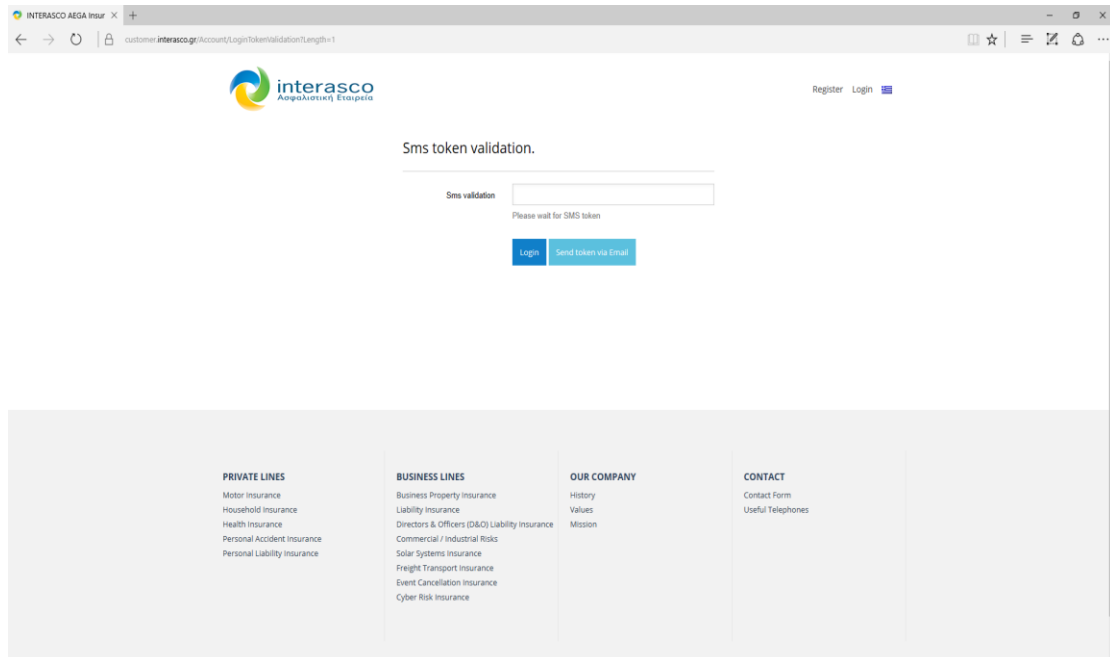 INTERASCO AEGA Insur
customer.interasco.gr/Account/LoginTokenValidation?Length=1
interasco
Ασφαλιστική Εταιρεία
Register Login
Sms token validation.
Sms validation
Please wait for SMS token
Login Send token via Email
PRIVATE LINES
Motor Insurance
Household Insurance
Health Insurance
Personal Accident Insurance
Personal Liability Insurance
BUSINESS LINES
Business Property Insurance
Liability Insurance
Directors & Officers (D&O) Liability Insurance
Commercial / Industrial Risks
Solar Systems Insurance
Freight Transport Insurance
Event Cancellation Insurance
Cyber Risk Insurance
OUR COMPANY
History
Values
Mission
CONTACT
Contact Form
Useful Telephones